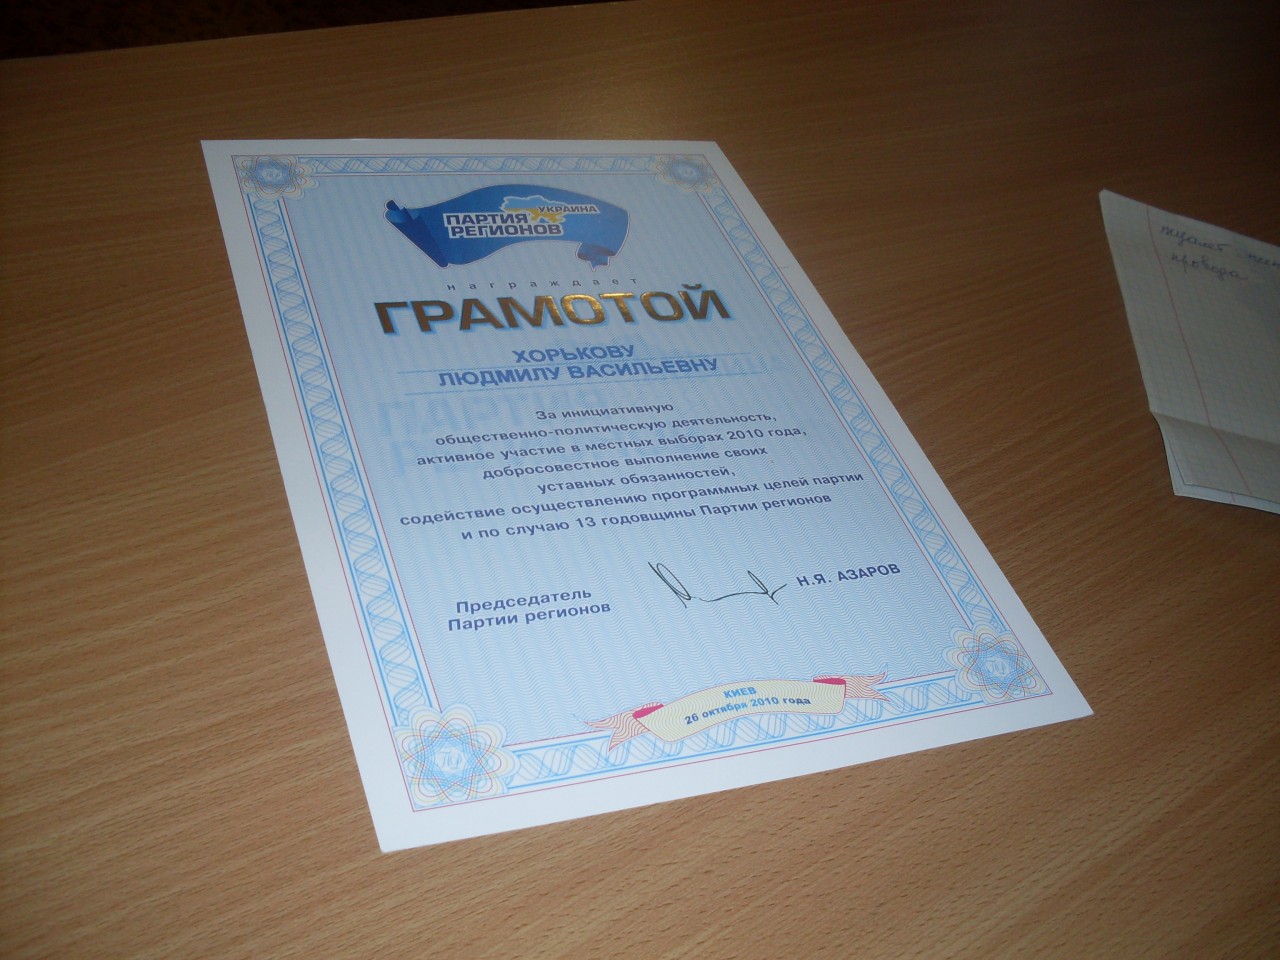 УКРАИНА
ПАРТИЯ
РЕГИОНОВ
награждает
ГРАМОТОЙ
ХОРЬКОВУ
ЛЮДМИЛУ ВАСИЛЬЕВНУ
За инициативную
общественно-политическую деятельность,
активное участие в местных выборах 2010 года,
добросовестное выполнение своих
уставных обязанностей,
содействие осуществлению программных целей партии
и по случаю 13 годовщины Партии регионов
Председатель
Партии регионов
Н.Я. АЗАРОВ
КИЕВ
26 октября 2010 года
туалет